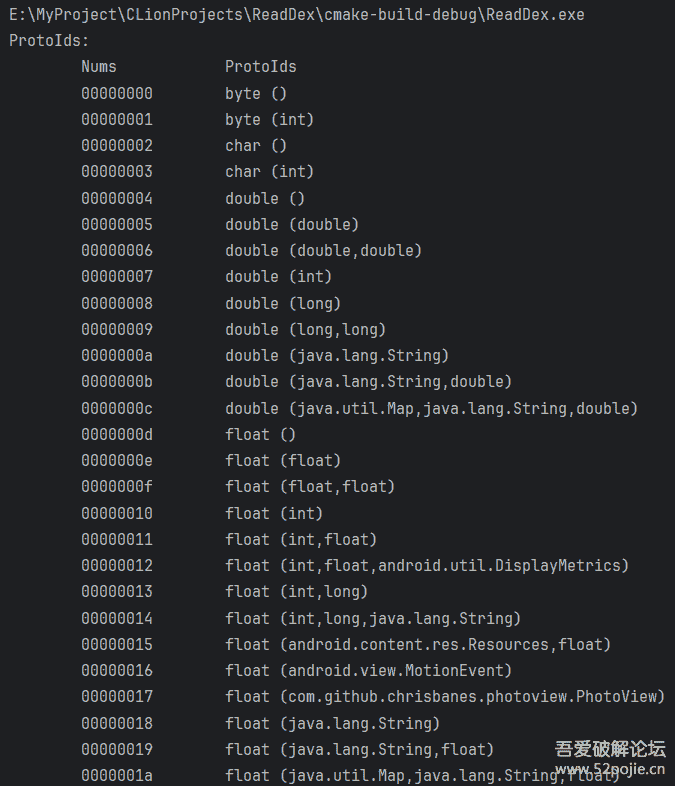 E:\MyProject\CLionProjects\ReadDex\cmake-build-debug\ReadDex.exe
ProtoIds:
Nums ProtoIds
00000000 byte ()
00000001 byte (int)
00000002 char ()
00000003 char (int)
00000004 double ()
00000005 double (double)
00000006 double (double,double)
00000007 double (int)
00000008 double (long)
00000009 double (long,long)
0000000a double (java.lang.String)
0000000b double (java.lang.String,double)
0000000c double (java.util.Map,java.lang.String,double)
0000000d float ()
0000000e float (float)
0000000f float (float,float)
00000010 float (int)
00000011 float (int,float)
00000012 float (int,float,android.util.DisplayMetrics)
00000013 float (int,long)
00000014 float (int,long,java.lang.String)
00000015 float (android.content.res.Resources,float)
00000016 float (android.view.MotionEvent)
00000017 float (com.github.chrisbanes.photoview.PhotoView)
00000018 float (java.lang.String)
00000019 float (java.lang.String,float)
0000001a float (java.util.Map,java.lang.String,float)
吾爱破解论坛
www.52pojie.cn